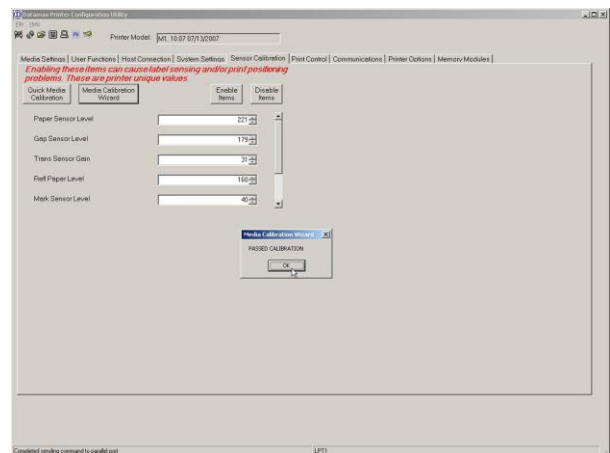 Datamax Printer Configuration Utility
File Help
Printer Model: M1, 10.07 07/13/2007
Media Settings User Functions Host Connection System Settings Sensor Calibration Print Control Communications Printer Options Memory Modules
Enabling these items can cause label sensing and/or print positioning
problems. These are printer unique values.
Quick Media Calibration
Media Calibration Wizard
Enable Items
Disable Items
Paper Sensor Level 221
Gap Sensor Level 179
Trans Sensor Gain 31
Refl Paper Level 160
Mark Sensor Level 40
Media Calibration Wizard
PASSED CALIBRATION
OK
Completed sending command to parallel port LPT1